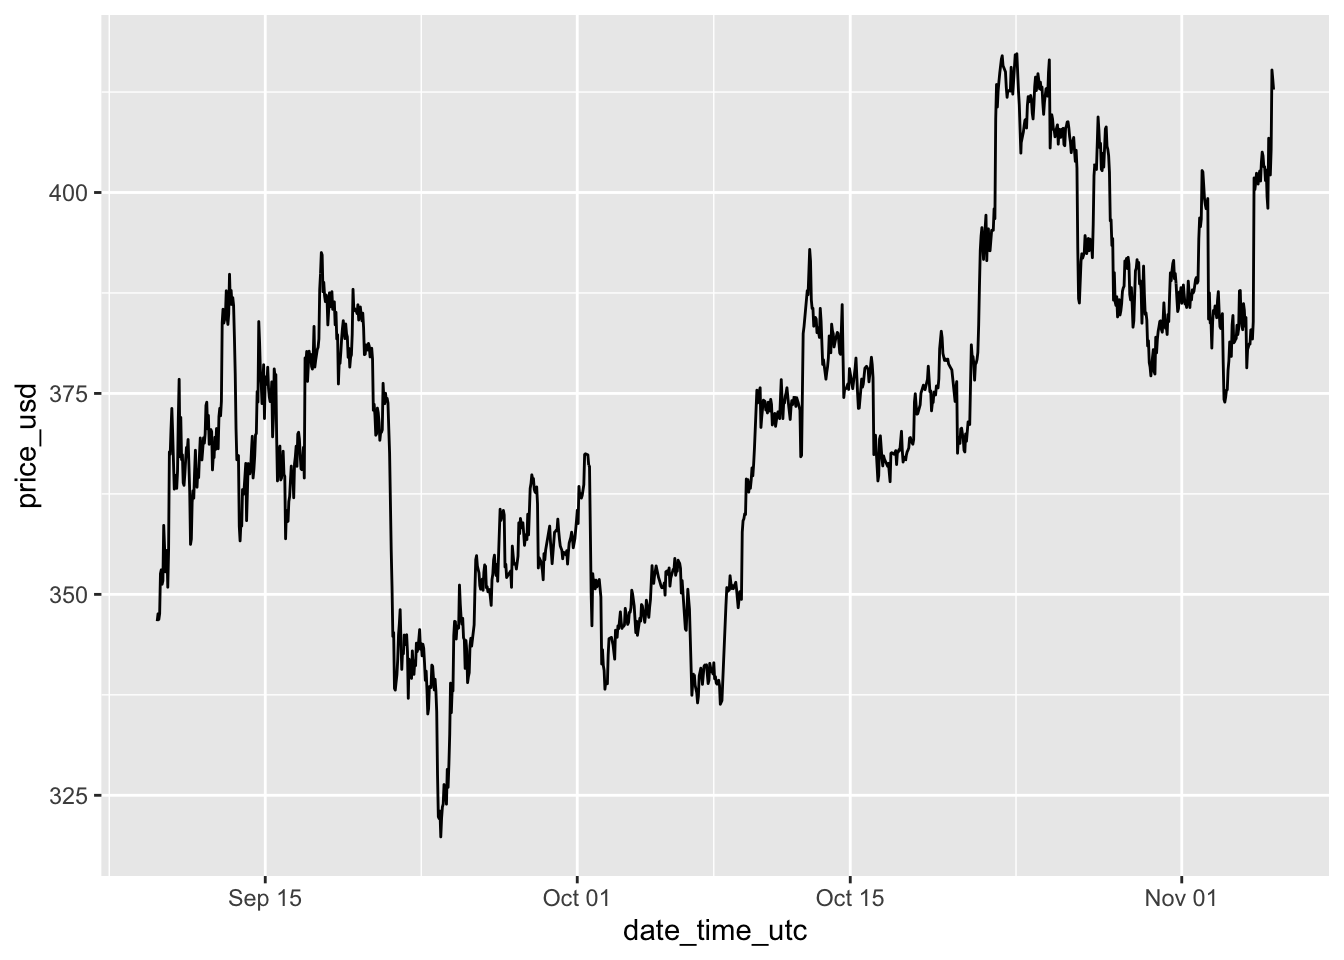 price_usd
400
375
350
325
Sep 15
Oct 01
Oct 15
Nov 01
date_time_utc